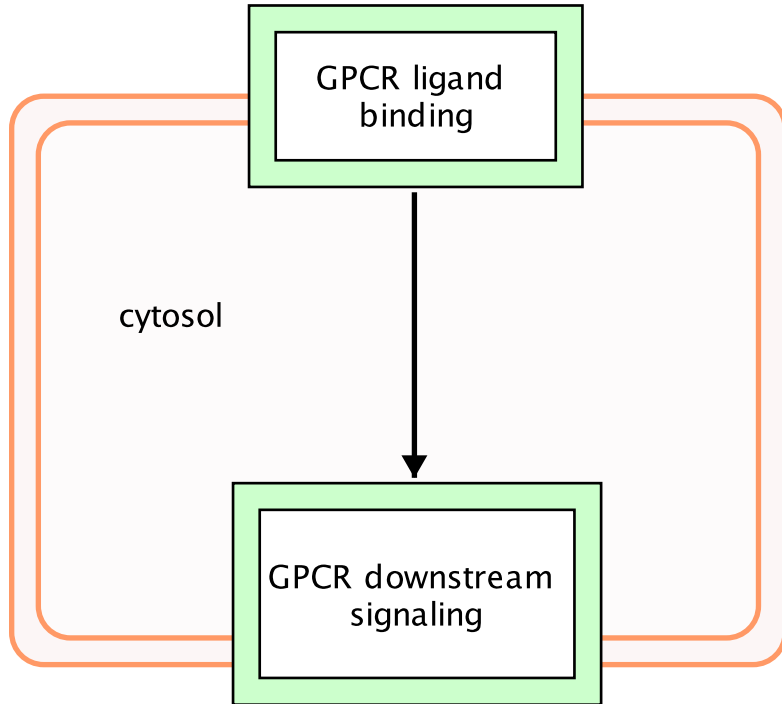 GPCR ligand
binding
cytosol
GPCR downstream
signaling